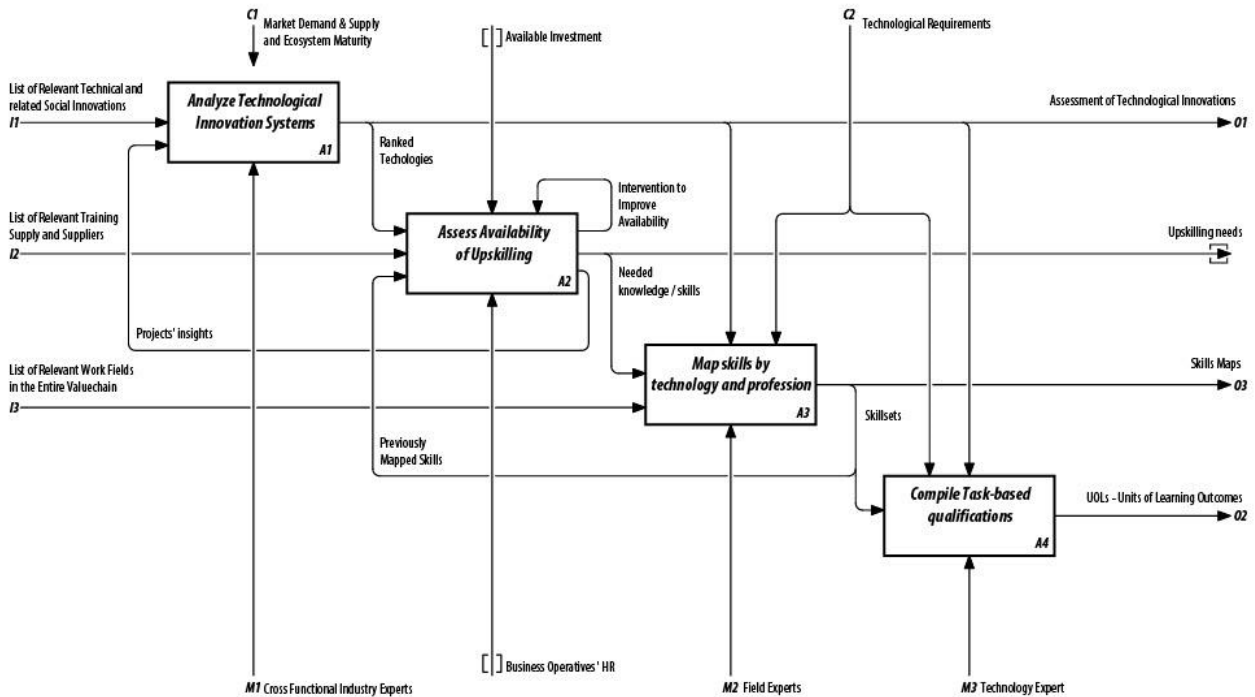 C1
Market Demand & Supply
and Ecosystem Maturity
[ ] Available Investment
C2
Technological Requirements
List of Relevant Technical and
related Social Innovations
I1
Analyze Technological
Innovation Systems
A1
Assessment of Technological Innovations
O1
Ranked
Techologies
Intervention to
Improve
Availability
List of Relevant Training
Supply and Suppliers
I2
Assess Availability
of Upskilling
A2
Upskilling needs
[ ]
Needed
knowledge / skills
Projects' insights
List of Relevant Work Fields
in the Entire Valuechain
I3
Map skills by
technology and profession
A3
Skills Maps
O3
Skillsets
Previously
Mapped Skills
Compile Task-based
qualifications
A4
UOLs - Units of Learning Outcomes
O2
[ ] Business Operatives' HR
M1 Cross Functional Industry Experts
M2 Field Experts
M3 Technology Expert